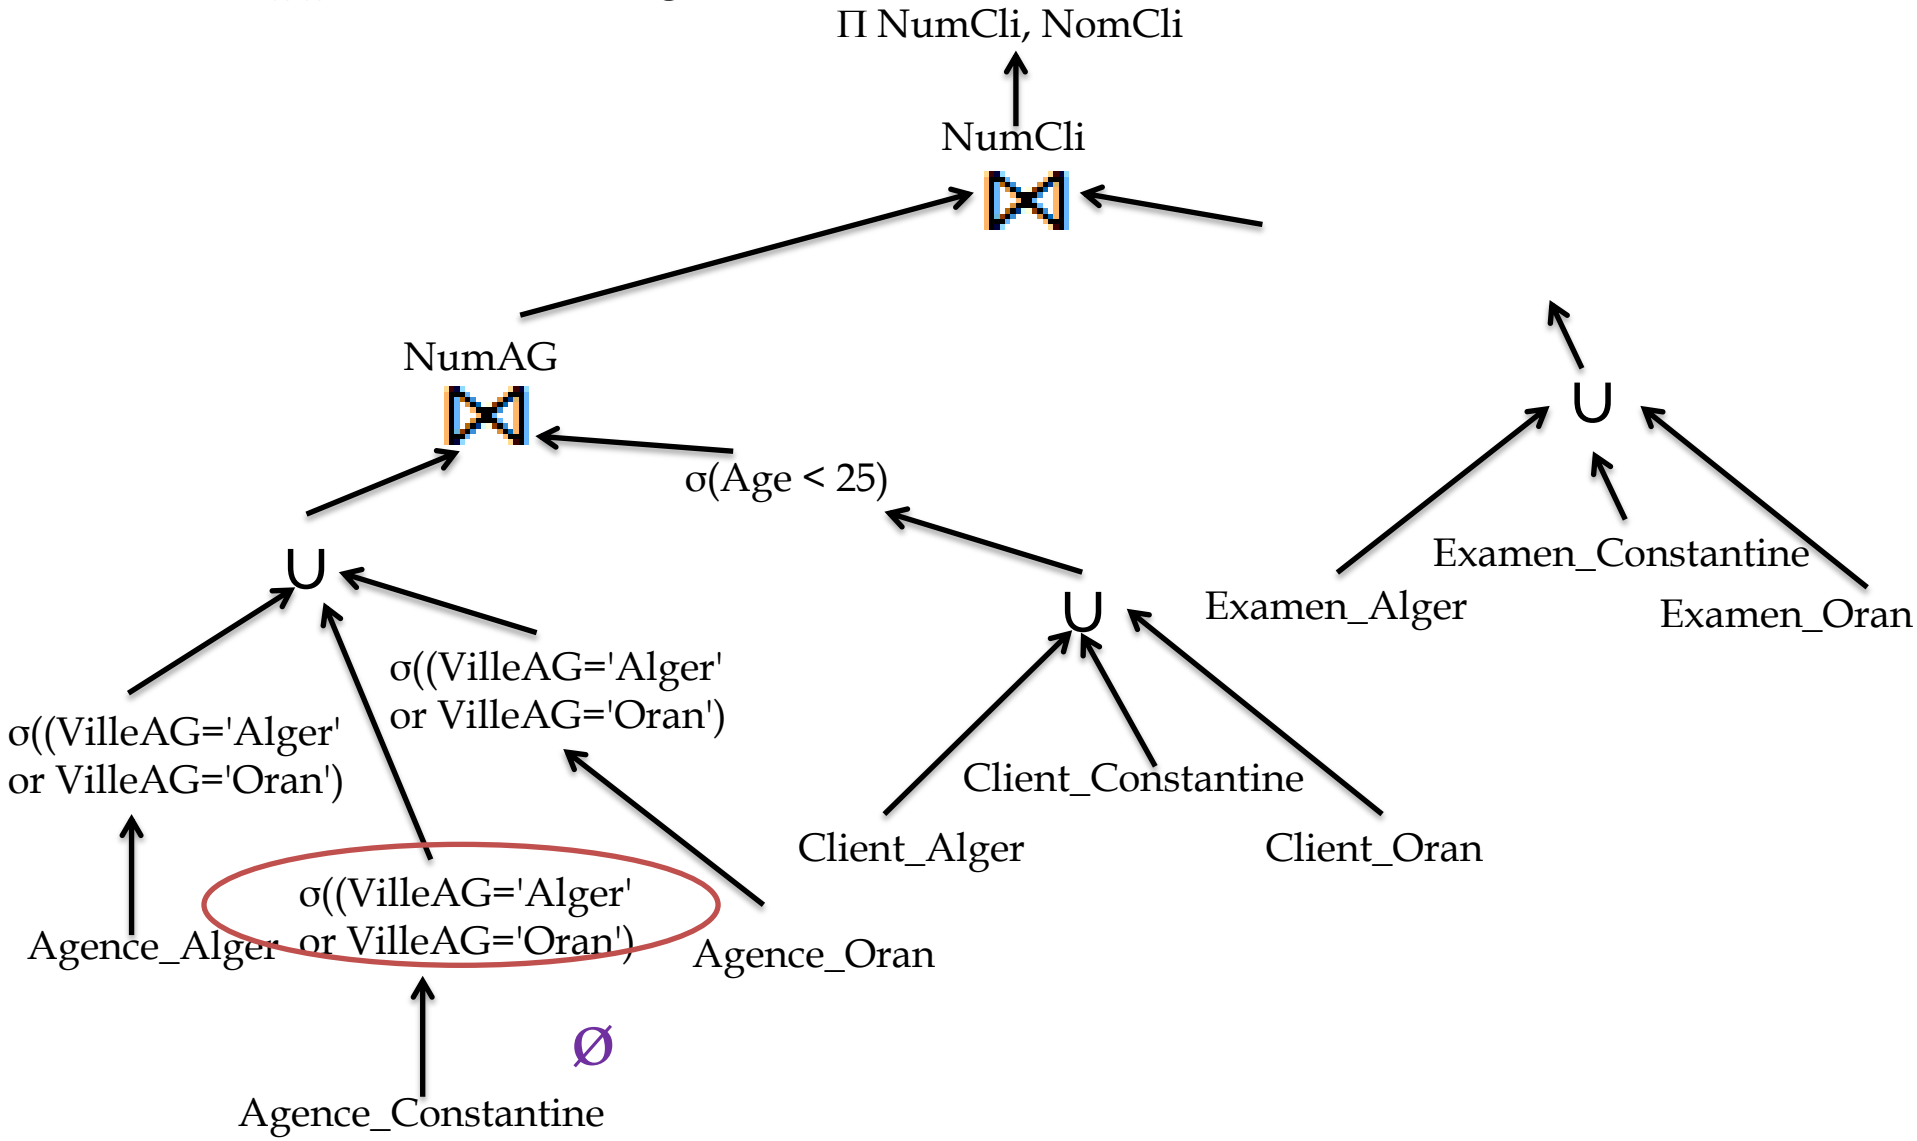 Π NumCli, NomCli
NumCli
NumAG
σ(Age < 25)
∪
∪
∪
Examen_Constantine
Examen_Alger
Examen_Oran
σ((VilleAG='Alger'
or VilleAG='Oran')
σ((VilleAG='Alger'
or VilleAG='Oran')
Client_Constantine
Client_Alger
Client_Oran
σ((VilleAG='Alger'
or VilleAG='Oran')
Agence_Alger
Agence_Oran
Ø
Agence_Constantine